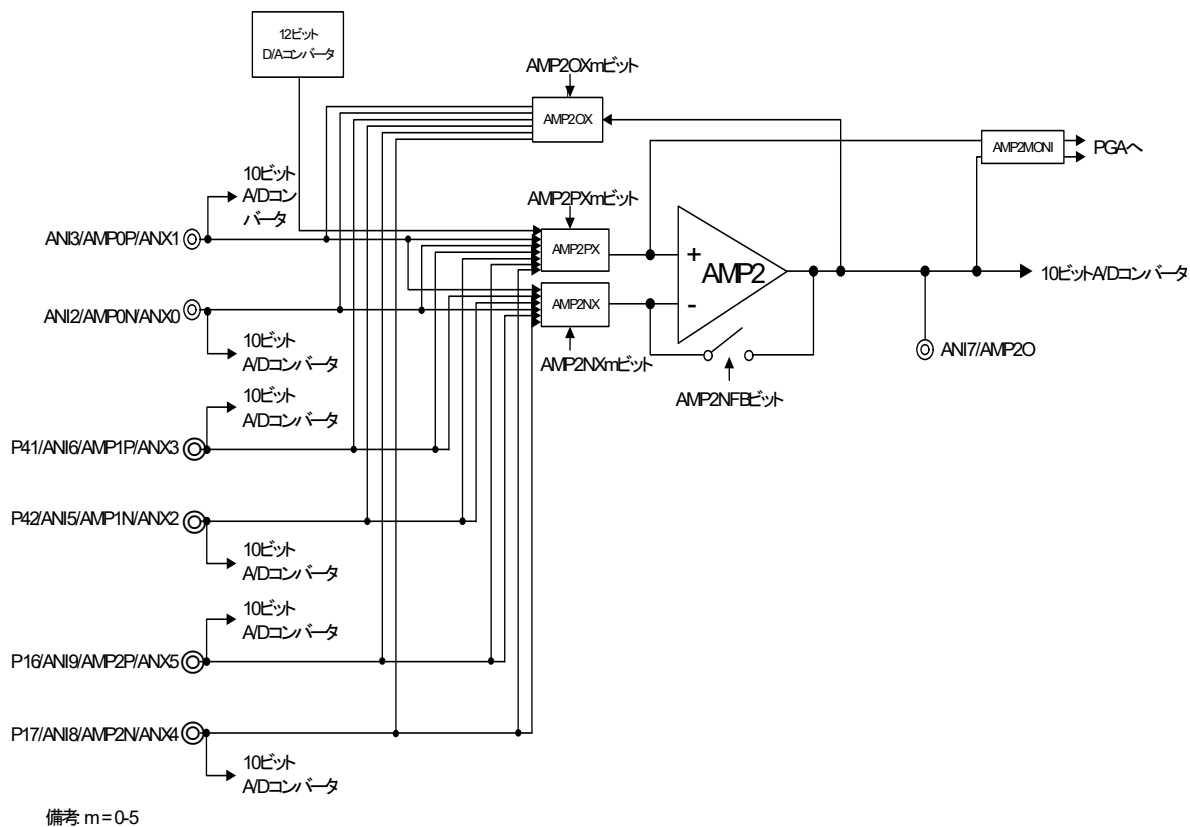 12ビット
D/Aコンバータ
AMP2OXmビット
AMP2OX
AMP2MONI
PGAへ
10ビット
A/Dコン
バータ
AMP2PXmビット
ANI3/AMP0P/ANX1
AMP2PX
+
AMP2
10ビットA/Dコンバータ
ANI2/AMP0N/ANX0
AMP2NX
-
10ビット
A/Dコンバータ
AMP2NXmビット
ANI7/AMP2O
AMP2NFBビット
10ビット
A/Dコンバータ
P41/ANI6/AMP1P/ANX3
P42/ANI5/AMP1N/ANX2
10ビット
A/Dコンバータ
10ビット
A/Dコンバータ
P16/ANI9/AMP2P/ANX5
P17/ANI8/AMP2N/ANX4
10ビット
A/Dコンバータ
備考 m = 0-5